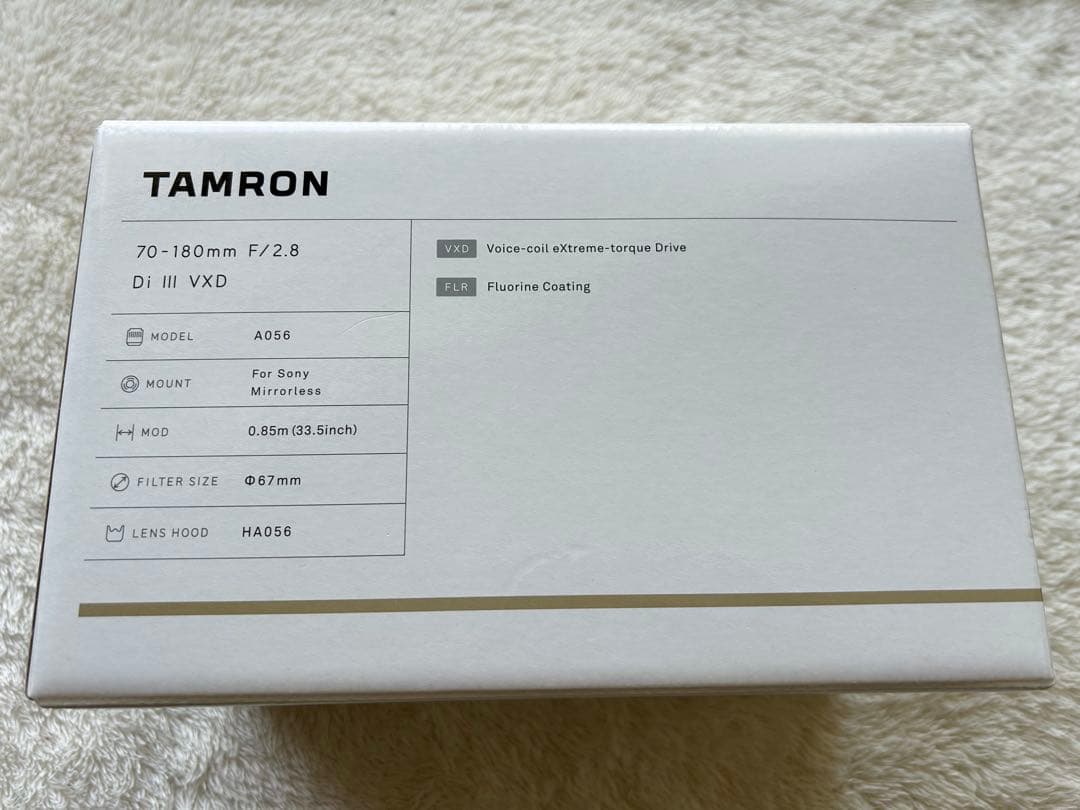 TAMRON
70-180mm F/2.8
Di III VXD
MODEL A056
MOUNT For Sony
Mirrorless
MOD 0.85m (33.5inch)
FILTER SIZE Φ67mm
LENS HOOD HA056
VXD Voice-coil eXtreme-torque Drive
FLR Fluorine Coating